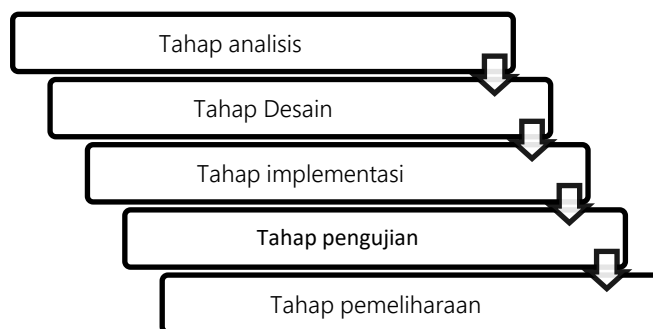 Tahap analisis
Tahap Desain
Tahap implementasi
Tahap pengujian
Tahap pemeliharaan